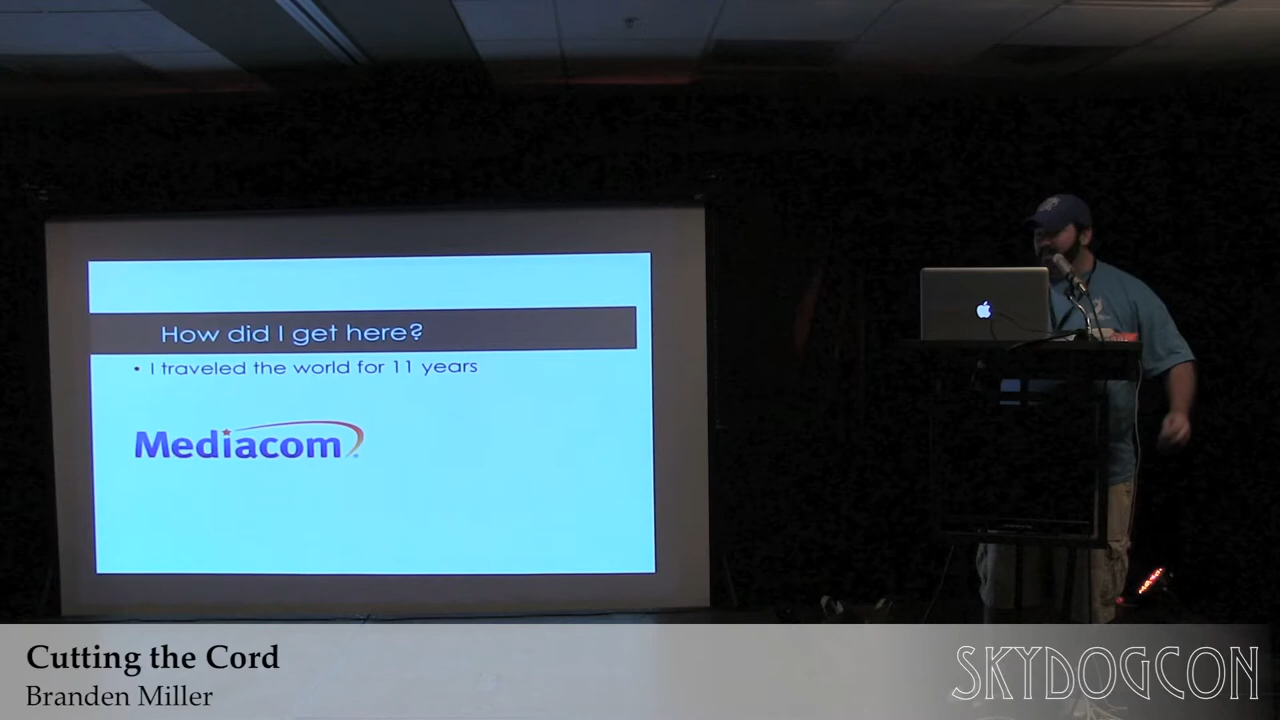 How did I get here?
• I traveled the world for 11 years
Mediacom
Cutting the Cord
Branden Miller
SKYDOGCON